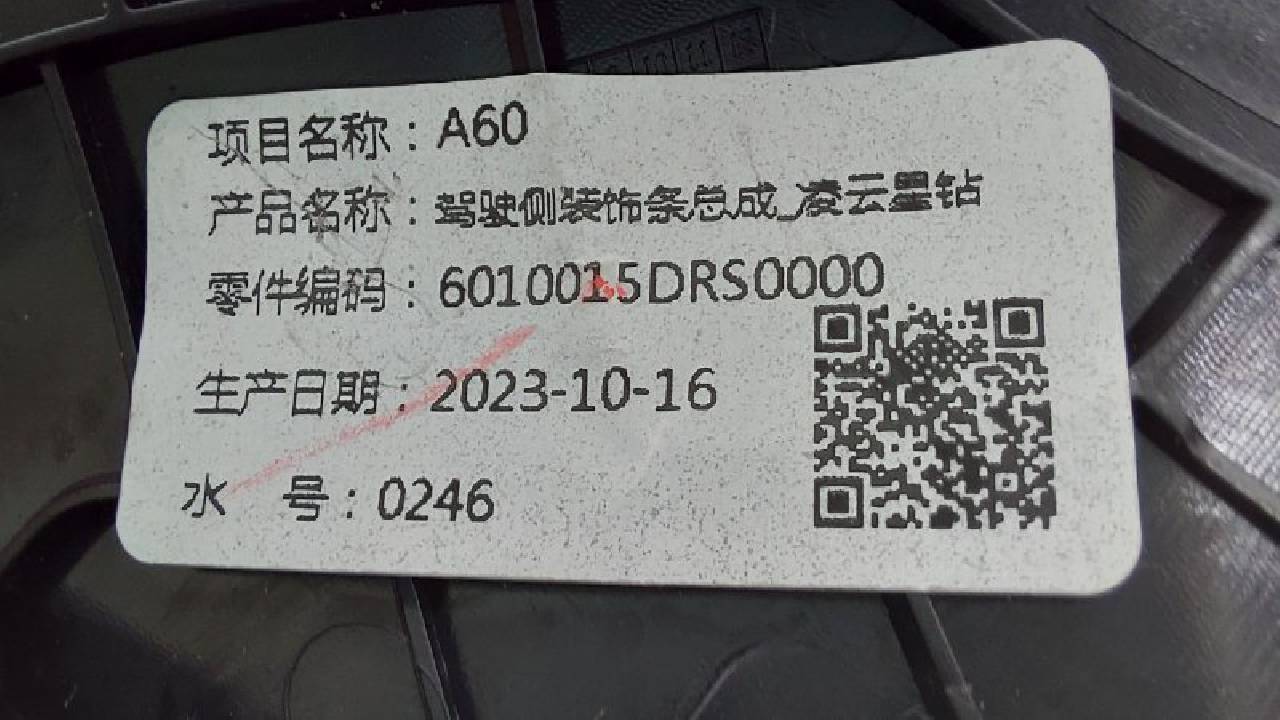 项目名称：A60
产品名称：驾驶侧装饰条总成_凌云星钻
零件编码：6010015DRS0000
生产日期：2023-10-16
水 号：0246